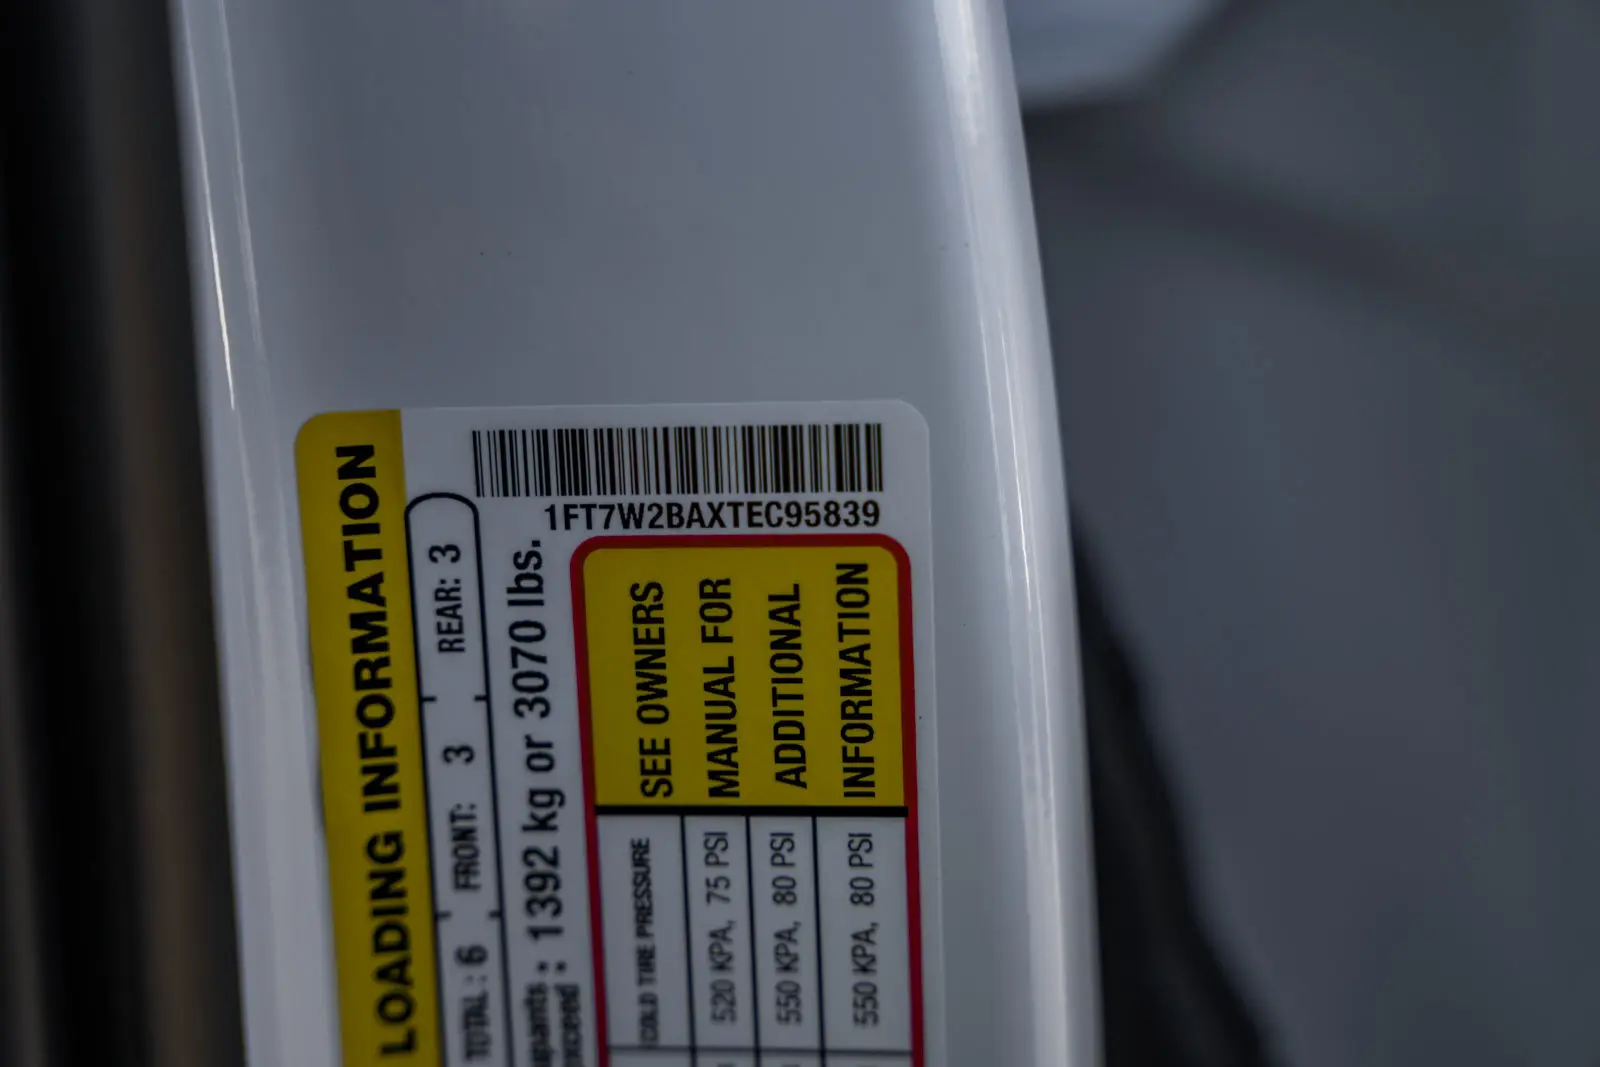 1FT7W2BAXTEC95839
LOADING INFORMATION
TOTAL : 6 FRONT: 3 REAR: 3
: 1392 kg or 3070 lbs.
SEE OWNERS
MANUAL FOR
ADDITIONAL
INFORMATION
COLD TIRE PRESSURE
520 KPA, 75 PSI
550 KPA, 80 PSI
550 KPA, 80 PSI